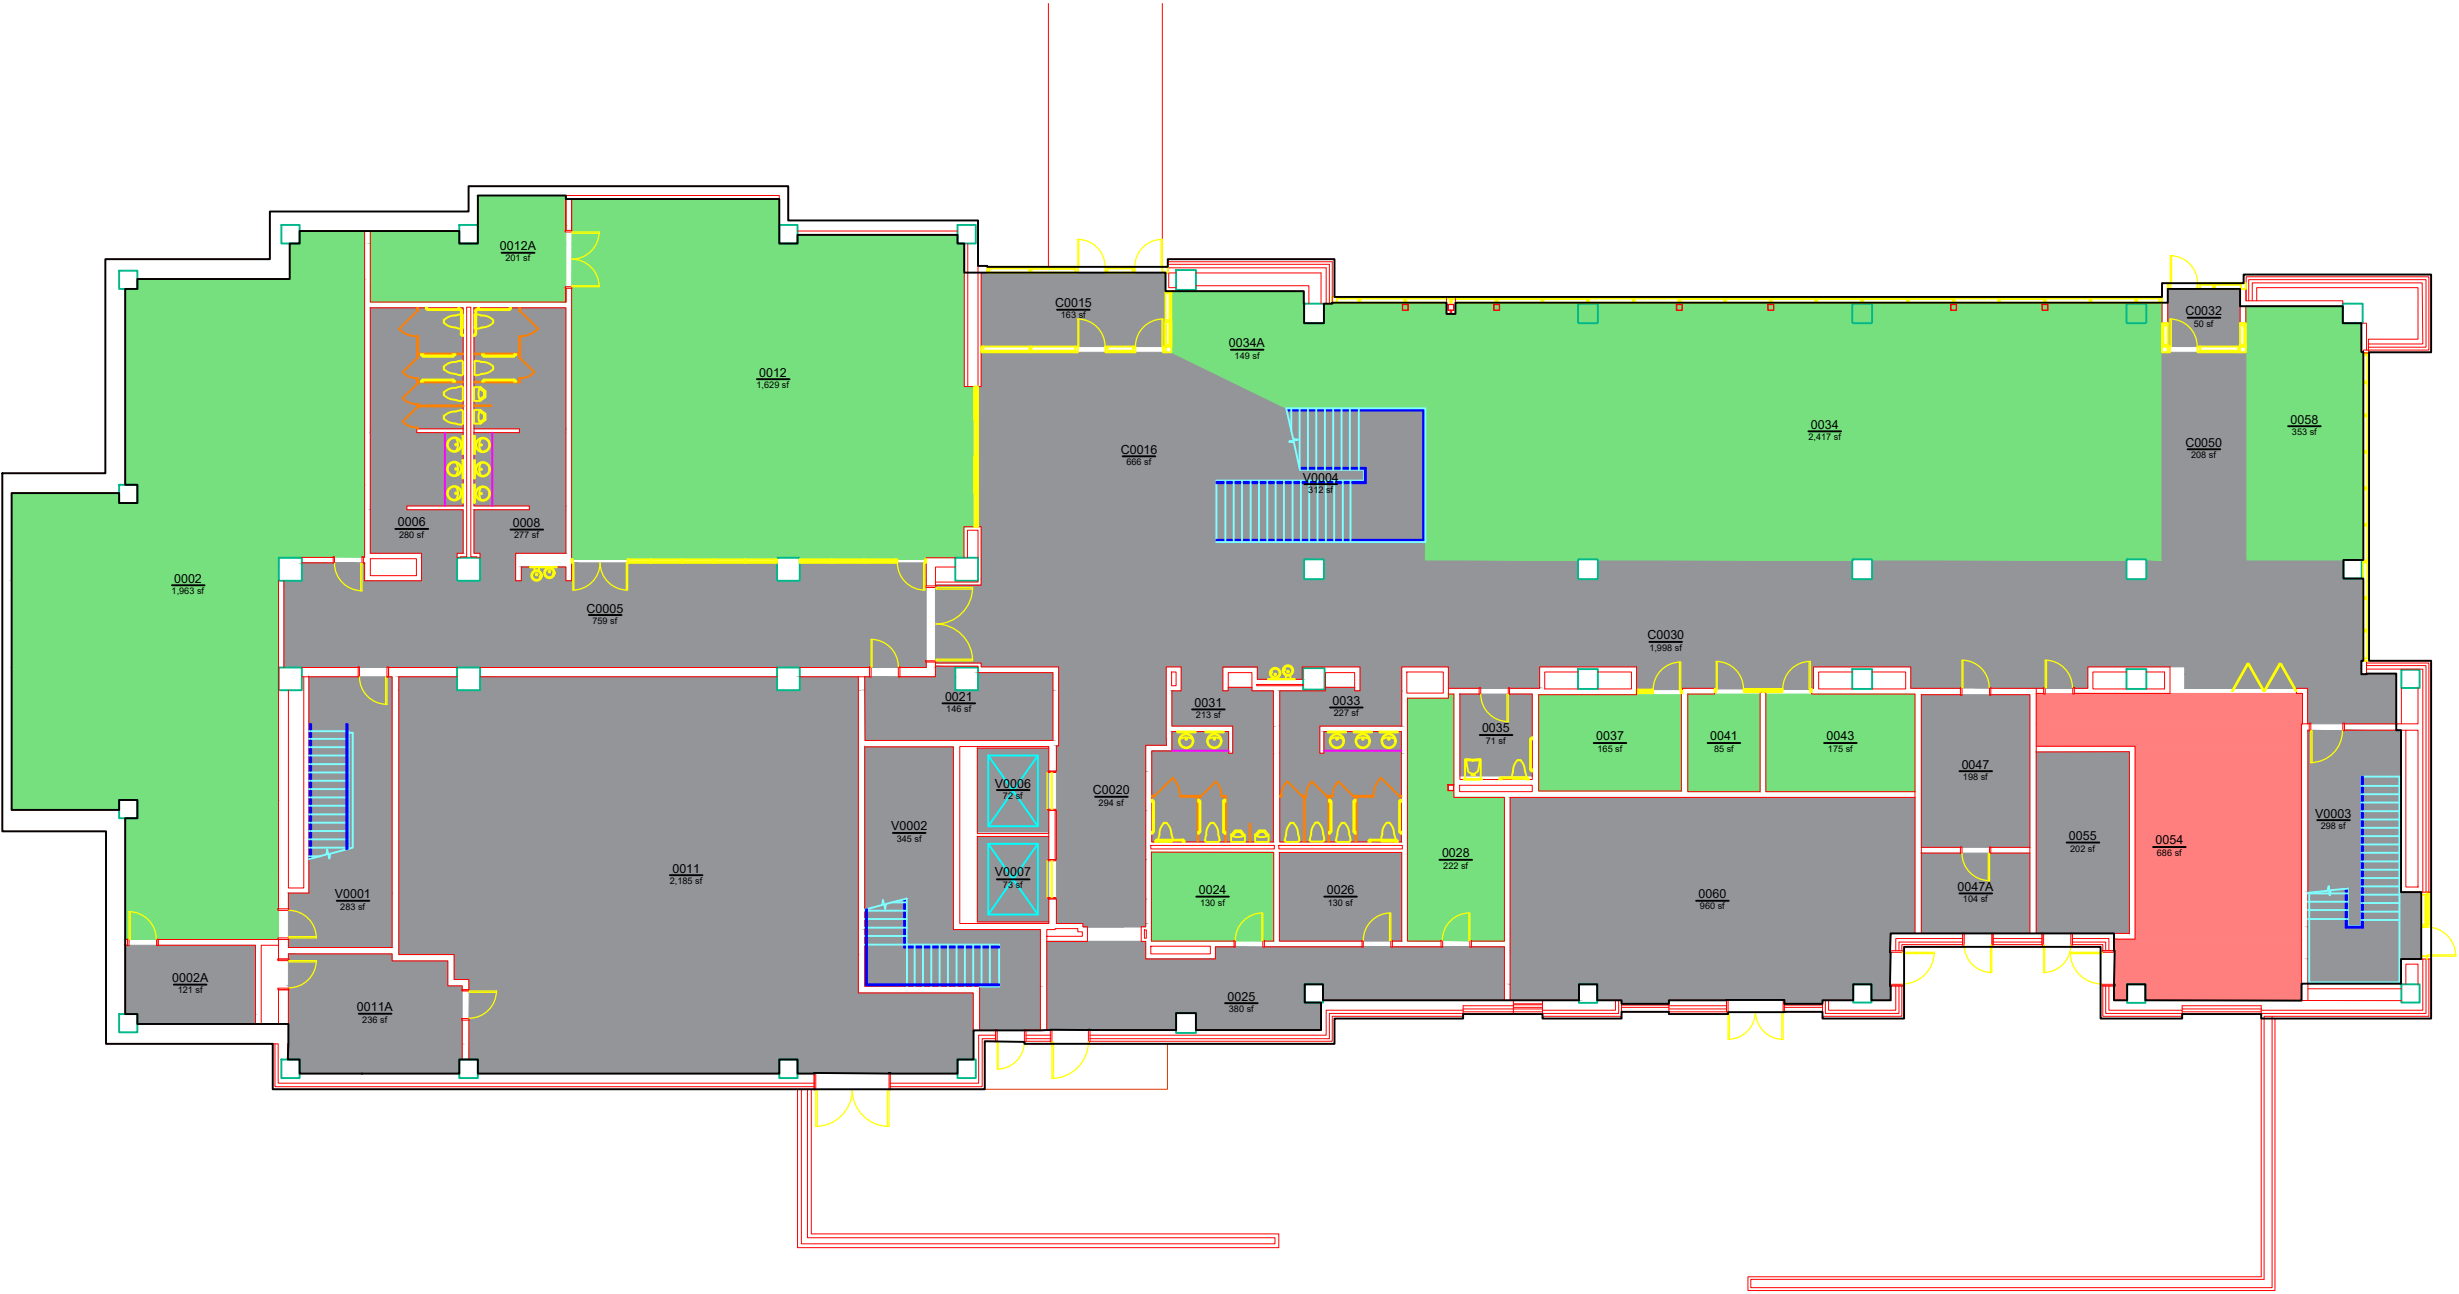 0012A
201 sf
C0015
163 sf
C0032
50 sf
0034A
149 sf
0012
1,629 sf
0034
2,417 sf
0058
353 sf
C0016
666 sf
C0050
208 sf
V0004
312 sf
0006
280 sf
0008
277 sf
0002
1,963 sf
C0005
759 sf
C0030
1,998 sf
0021
146 sf
0031
213 sf
0033
227 sf
0035
71 sf
0037
165 sf
0041
85 sf
0043
175 sf
0047
198 sf
V0006
72 sf
C0020
294 sf
V0002
345 sf
V0003
298 sf
0055
202 sf
0054
686 sf
0028
222 sf
0011
2,185 sf
V0007
73 sf
V0001
283 sf
0024
130 sf
0026
130 sf
0060
960 sf
0047A
104 sf
0002A
121 sf
0011A
236 sf
0025
380 sf